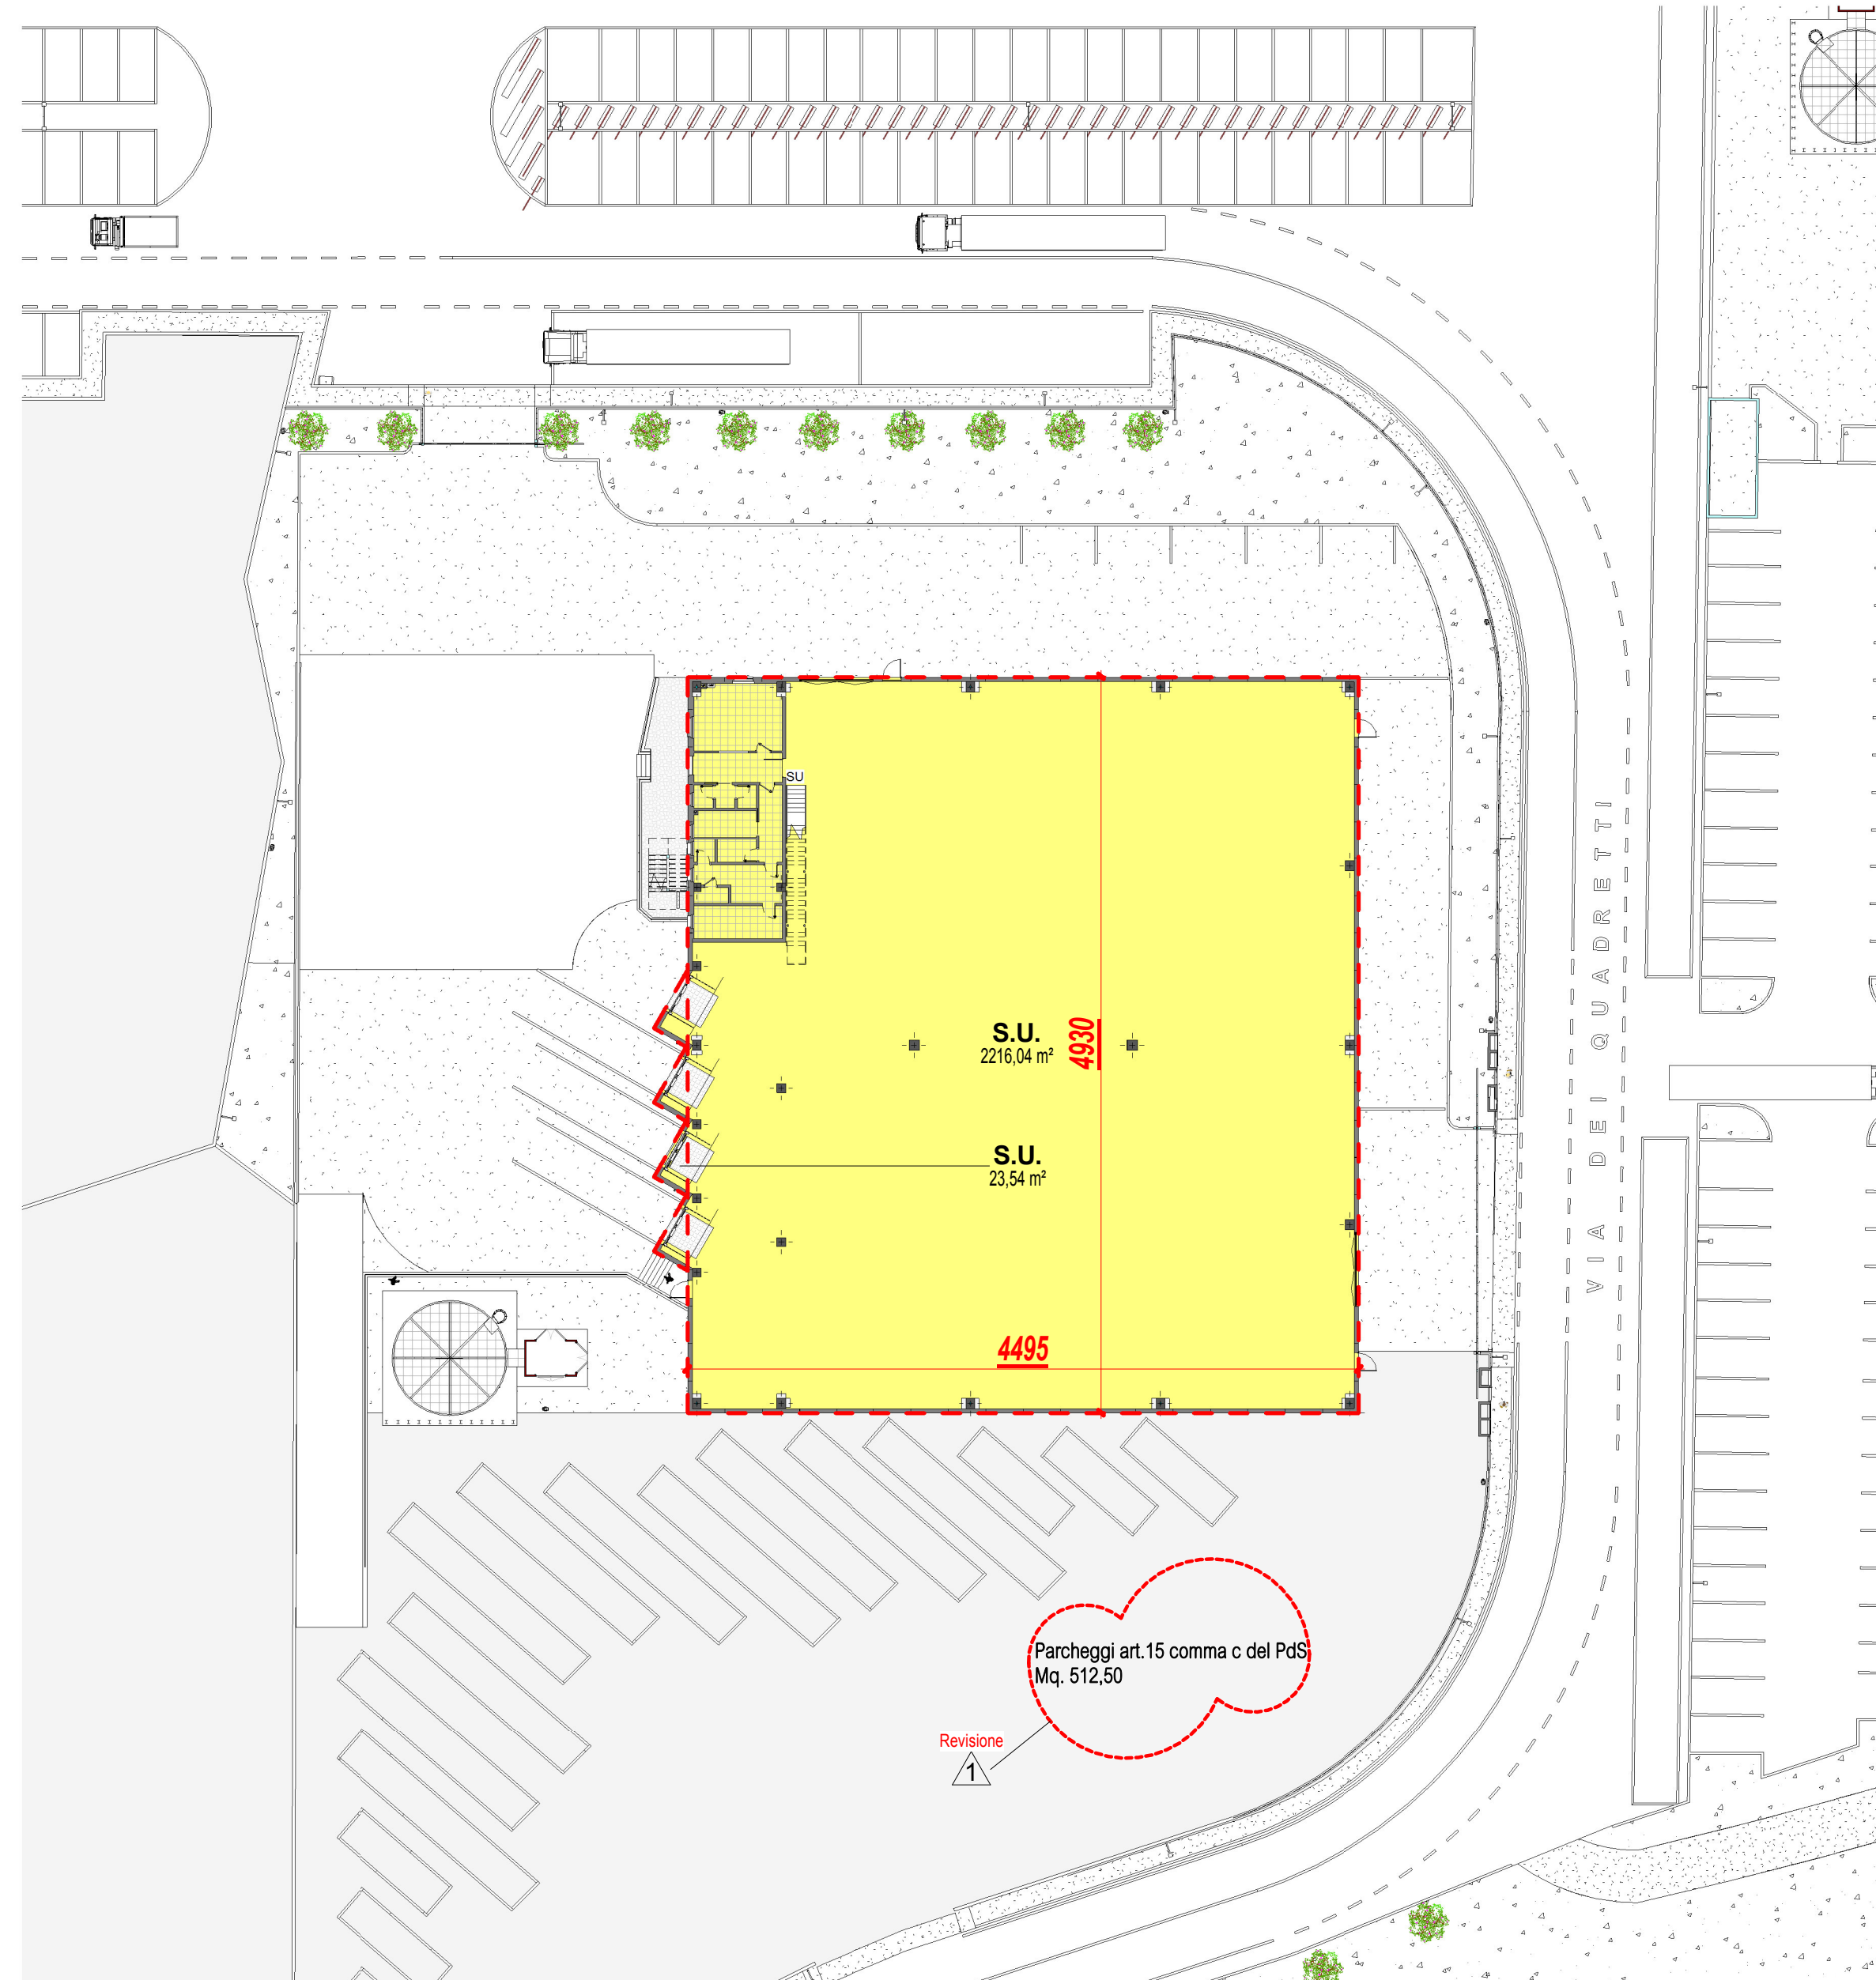 SU
S.U.
2216,04 m²
4930
S.U.
23,54 m²
4495
VIA DEI QUADRETTI
Parcheggi art.15 comma c del PdS
Mq. 512,50
Revisione
1